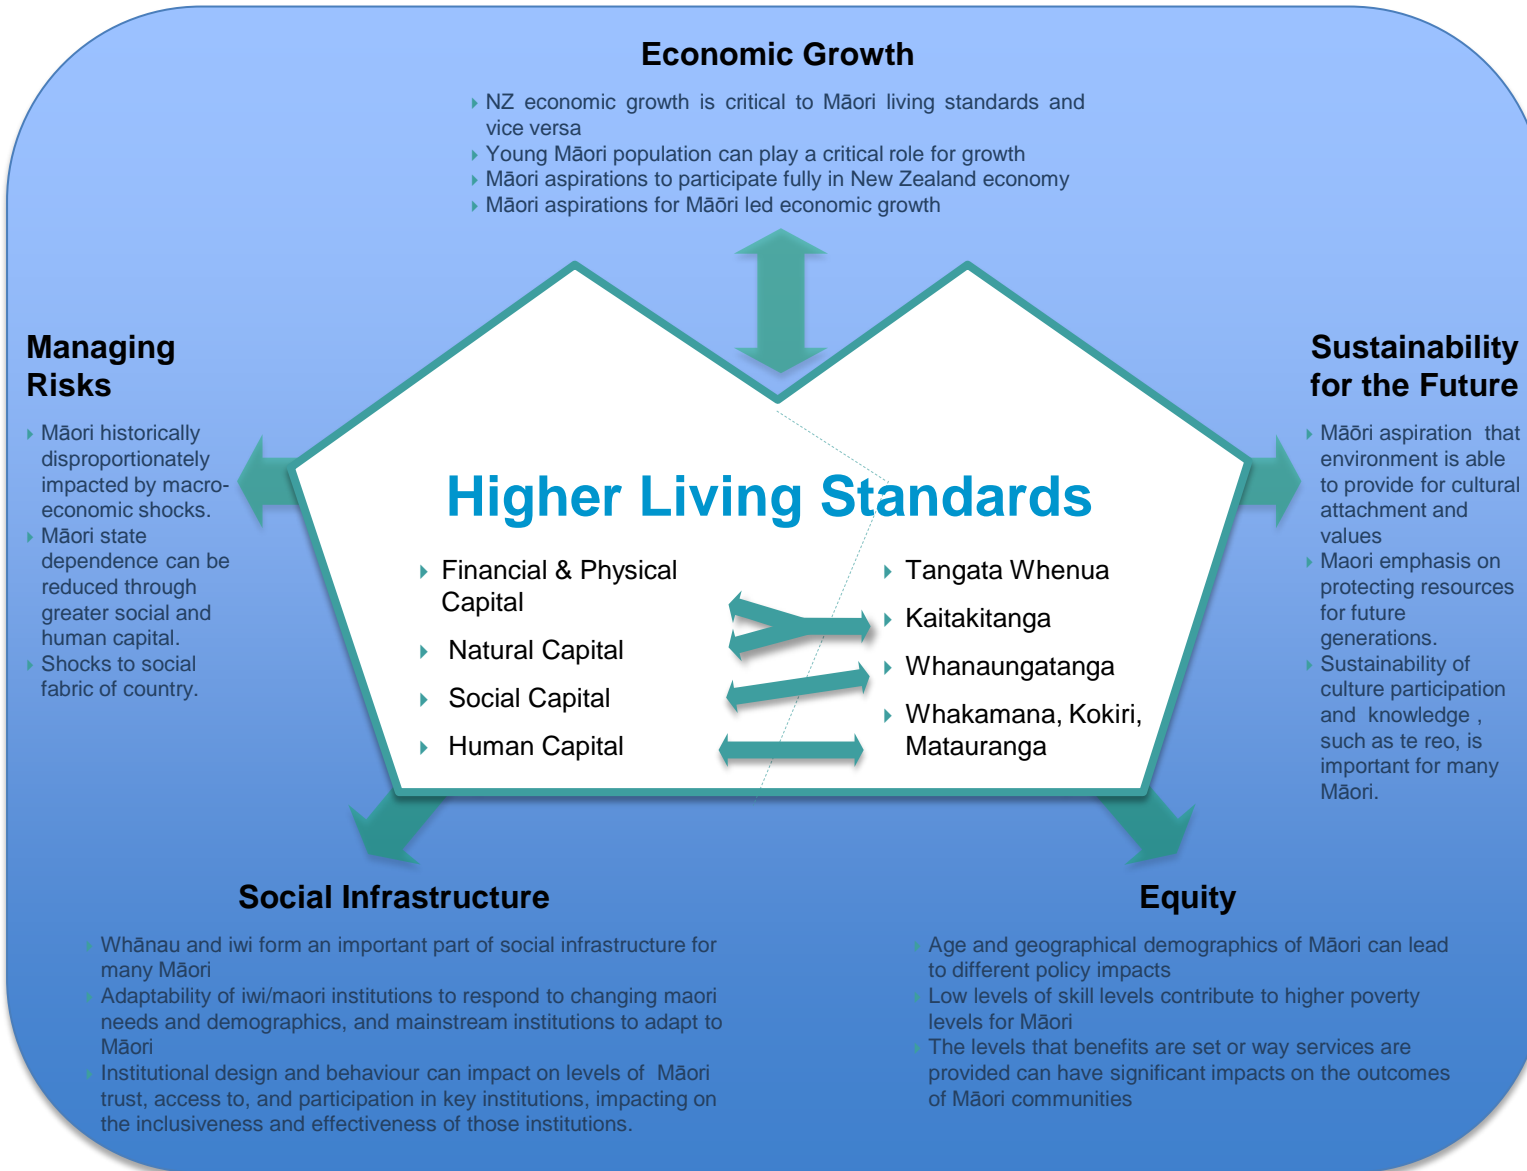 Economic Growth
NZ economic growth is critical to Māori living standards and
vice versa
Young Māori population can play a critical role for growth
Māori aspirations to participate fully in New Zealand economy
Māori aspirations for Māōri led economic growth
Managing
Risks
Māori historically
disproportionately
impacted by macro-
economic shocks.
Māori state
dependence can be
reduced through
greater social and
human capital.
Shocks to social
fabric of country.
Higher Living Standards
Financial & Physical
Capital
Natural Capital
Social Capital
Human Capital
Tangata Whenua
Kaitakitanga
Whanaungatanga
Whakamana, Kokiri,
Matauranga
Sustainability
for the Future
Māōri aspiration that
environment is able
to provide for cultural
attachment and
values
Maori emphasis on
protecting resources
for future
generations.
Sustainability of
culture participation
and knowledge ,
such as te reo, is
important for many
Māori.
Social Infrastructure
Whānau and iwi form an important part of social infrastructure for
many Māori
Adaptability of iwi/maori institutions to respond to changing maori
needs and demographics, and mainstream institutions to adapt to
Māori
Institutional design and behaviour can impact on levels of Māori
trust, access to, and participation in key institutions, impacting on
the inclusiveness and effectiveness of those institutions.
Equity
Age and geographical demographics of Māori can lead
to different policy impacts
Low levels of skill levels contribute to higher poverty
levels for Māori
The levels that benefits are set or way services are
provided can have significant impacts on the outcomes
of Māori communities